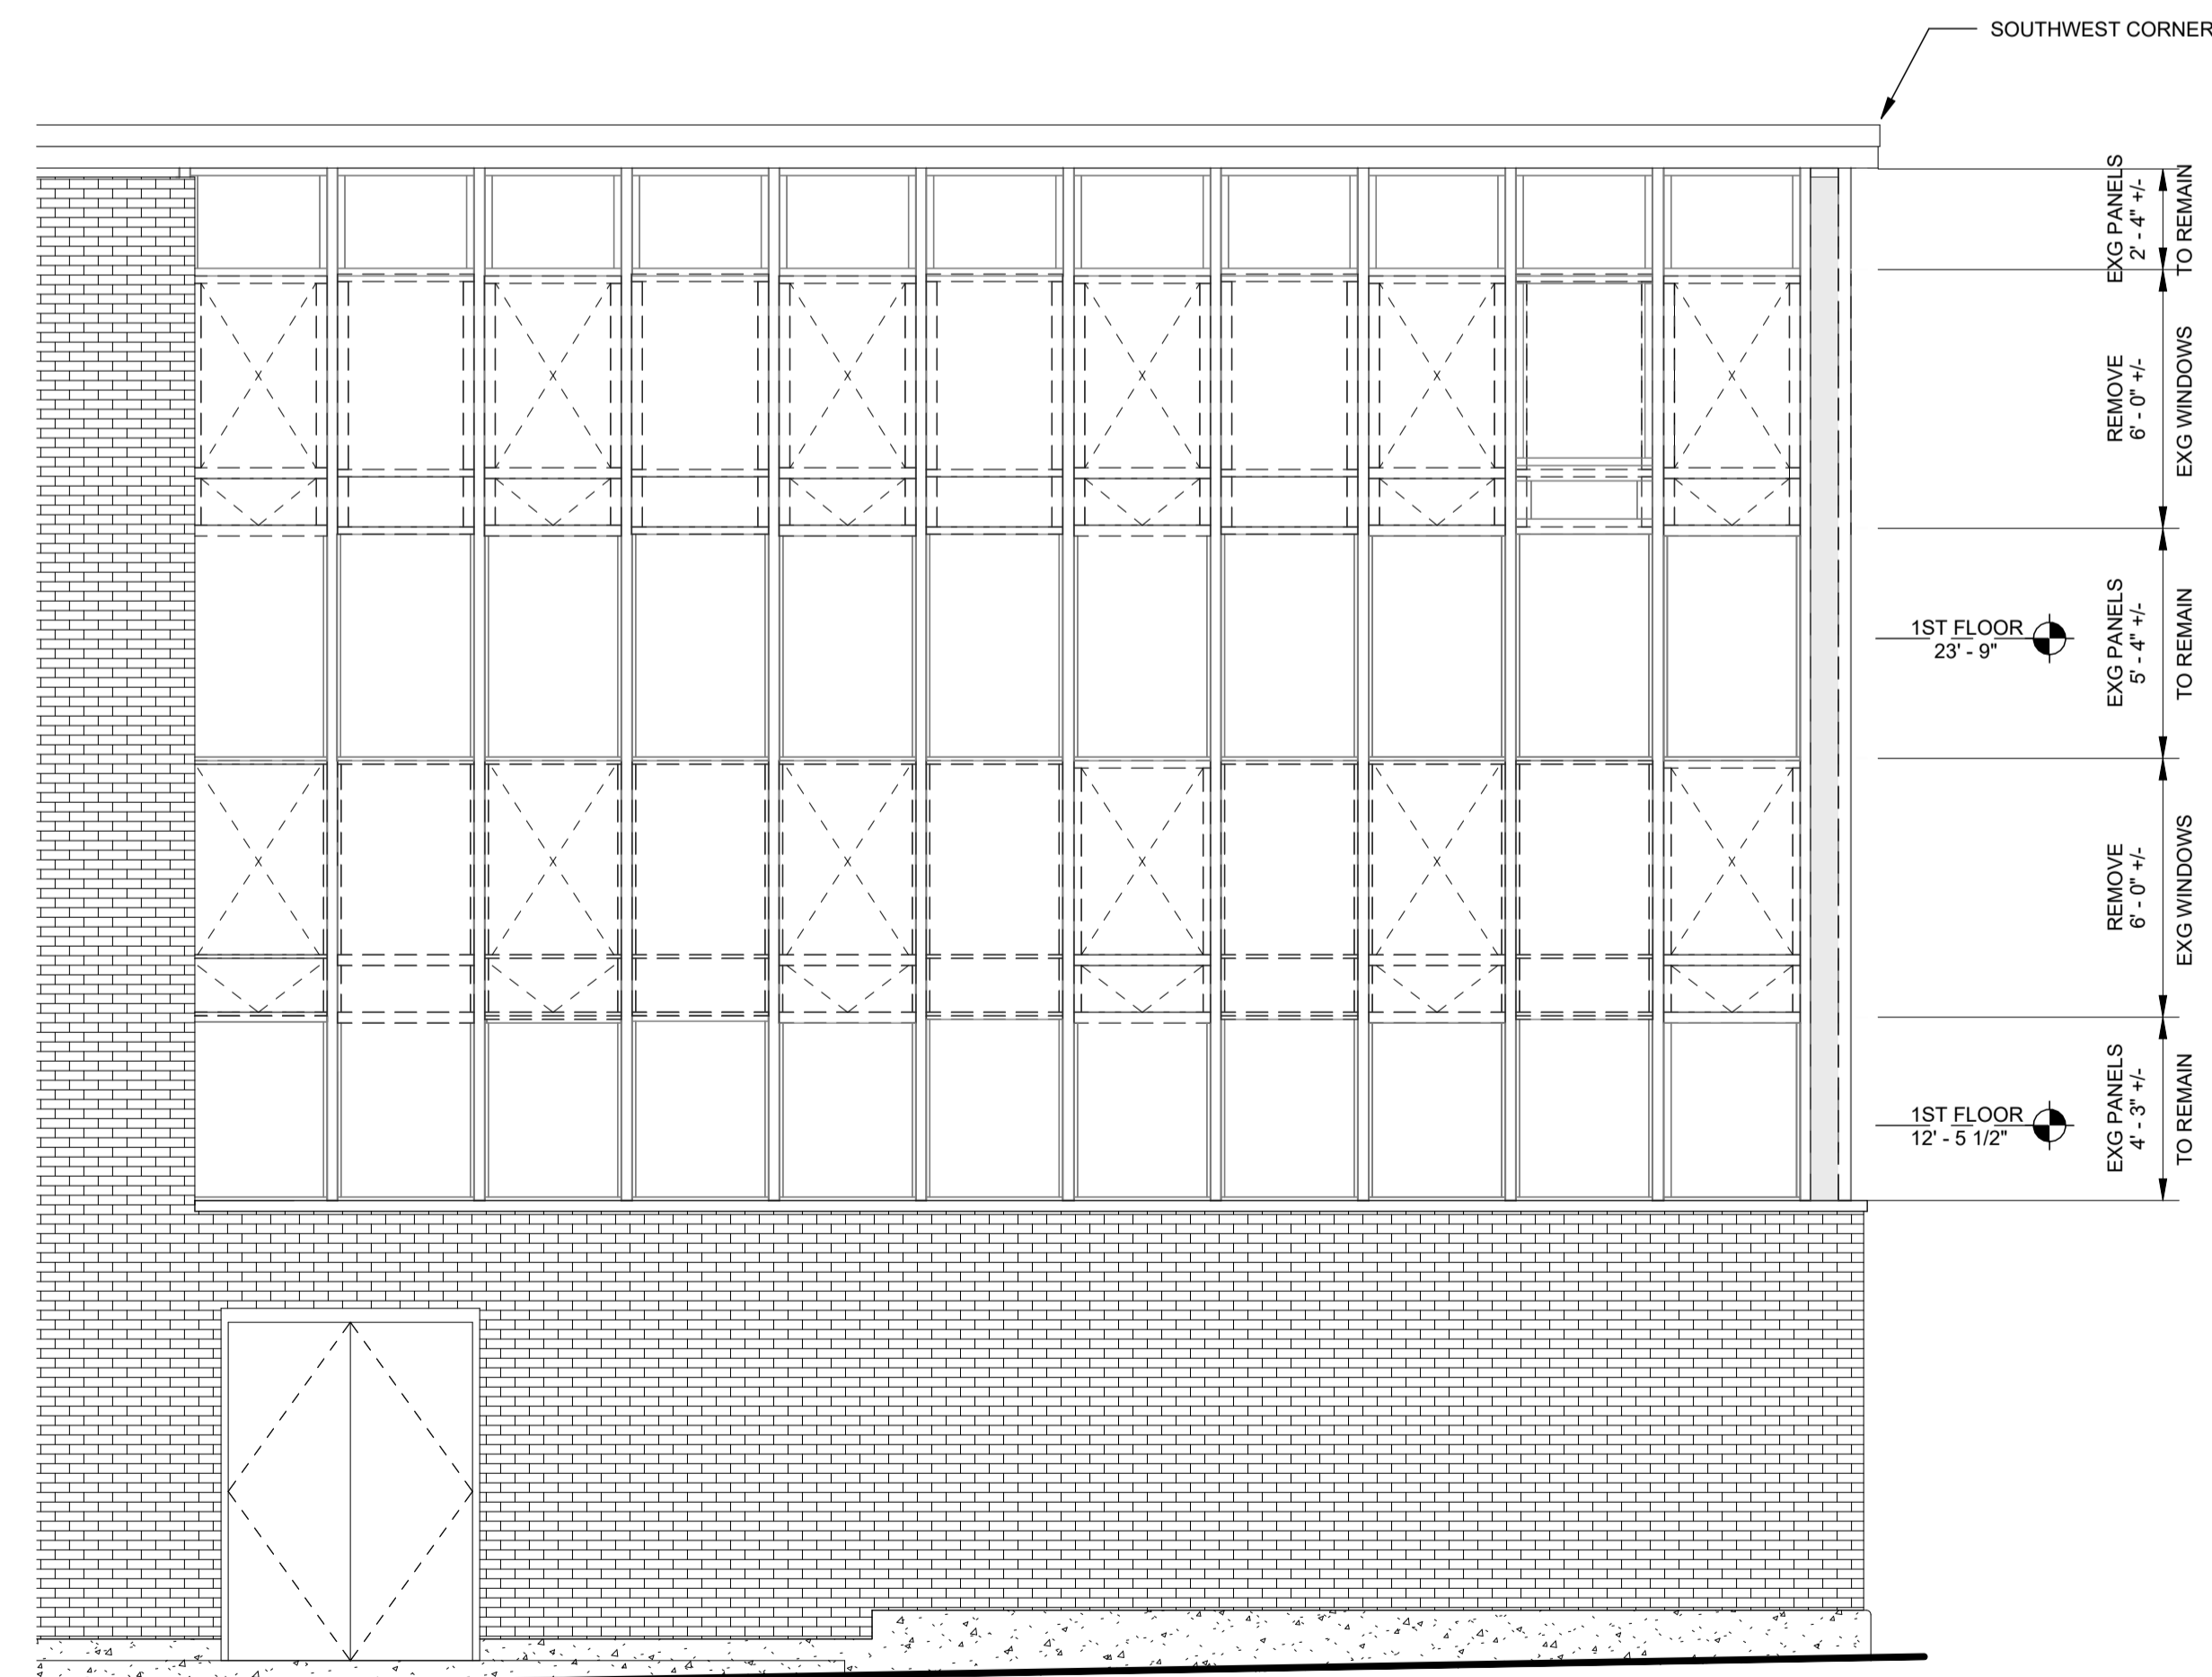 SOUTHWEST CORNER
EXG PANELS
2' - 4" +/-
TO REMAIN
REMOVE
6' - 0" +/-
EXG WINDOWS
1ST FLOOR
23' - 9"
EXG PANELS
5' - 4" +/-
TO REMAIN
REMOVE
6' - 0" +/-
EXG WINDOWS
1ST FLOOR
12' - 5 1/2"
EXG PANELS
4' - 3" +/-
TO REMAIN